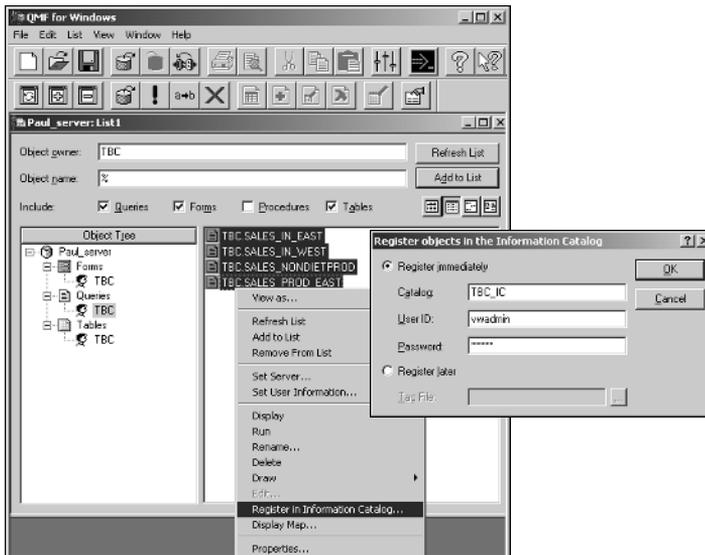 QMF for Windows
File Edit List View Window Help
a→b
Paul_server: List1
Object owner: TBC
Refresh List
Object name: %
Add to List
Include: Queries Forms Procedures Tables
Object Tree
Paul_server
Forms
TBC
Queries
TBC
Tables
TBC
TBC.SALES_IN_EAST
TBC.SALES_IN_WEST
TBC.SALES_NONDIETPROD
TBC.SALES_PROD_EAST
View as...
Refresh List
Add to List
Remove From List
Set Server...
Set User Information...
Display
Run
Rename...
Delete
Draw
Edit...
Register in Information Catalog...
Display Map...
Properties...
Register objects in the Information Catalog
Register immediately
OK
Catalog: TBC_IC
Cancel
User ID: vwadmin
Password: *****
Register later
Tag File:
...